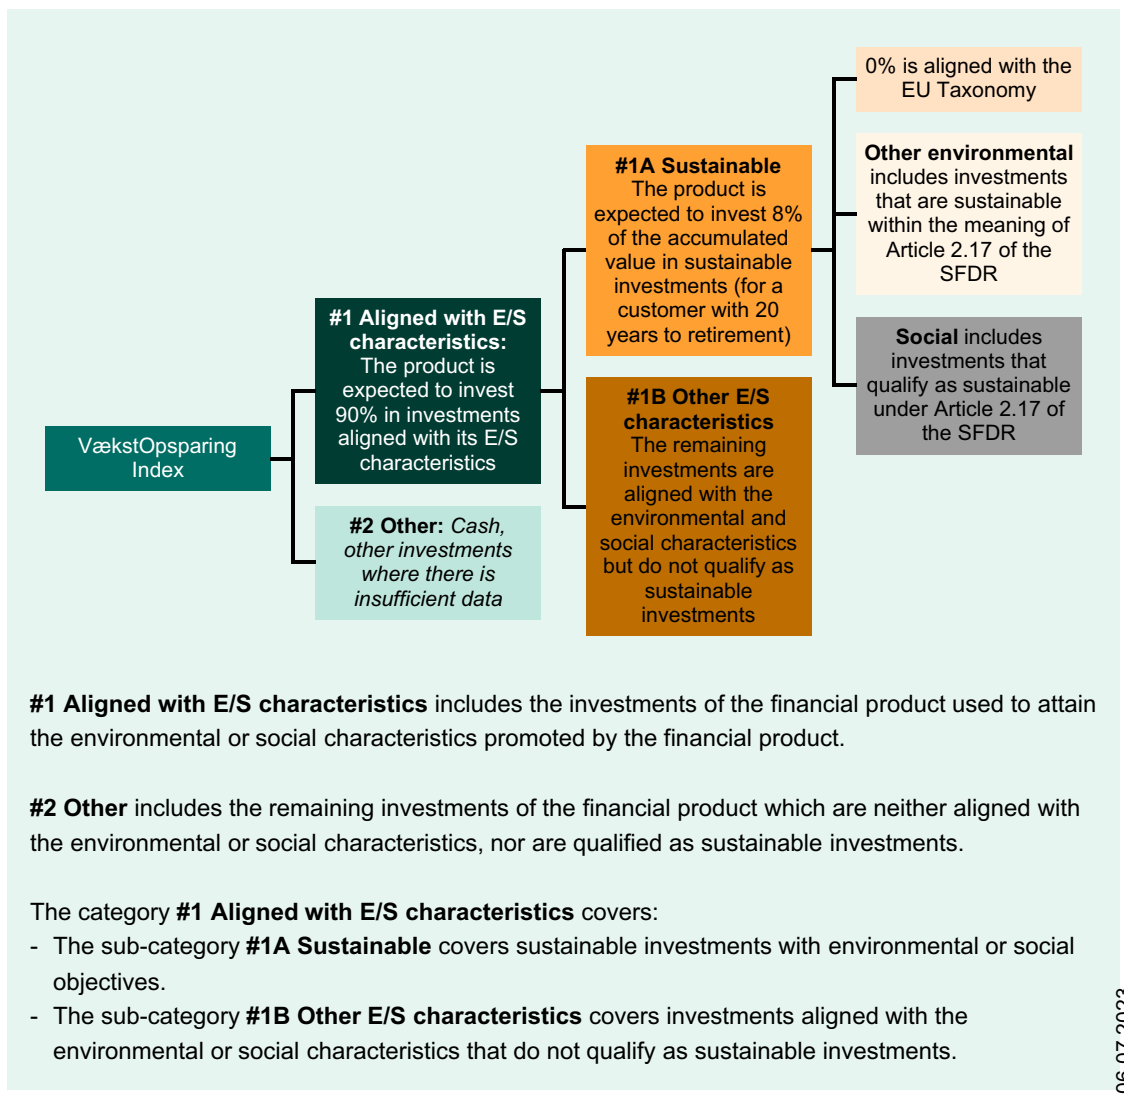 VækstOpsparing
Index
#1 Aligned with E/S
characteristics:
The product is
expected to invest
90% in investments
aligned with its E/S
characteristics
#2 Other: Cash,
other investments
where there is
insufficient data
#1A Sustainable
The product is
expected to invest 8%
of the accumulated
value in sustainable
investments (for a
customer with 20
years to retirement)
#1B Other E/S
characteristics
The remaining
investments are
aligned with the
environmental and
social characteristics
but do not qualify as
sustainable
investments
0% is aligned with the
EU Taxonomy
Other environmental
includes investments
that are sustainable
within the meaning of
Article 2.17 of the
SFDR
Social includes
investments that
qualify as sustainable
under Article 2.17 of
the SFDR
#1 Aligned with E/S characteristics includes the investments of the financial product used to attain
the environmental or social characteristics promoted by the financial product.
#2 Other includes the remaining investments of the financial product which are neither aligned with
the environmental or social characteristics, nor are qualified as sustainable investments.
The category #1 Aligned with E/S characteristics covers:
- The sub-category #1A Sustainable covers sustainable investments with environmental or social
objectives.
- The sub-category #1B Other E/S characteristics covers investments aligned with the
environmental or social characteristics that do not qualify as sustainable investments.
06.07.2023